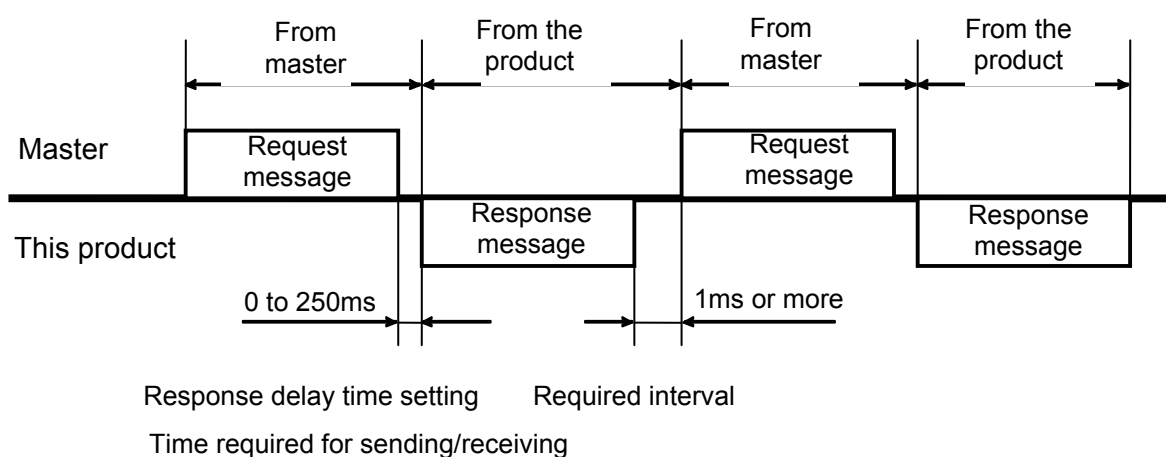 From
master
From the
product
From
master
From the
product
Master
Request
message
Request
message
This product
Response
message
Response
message
0 to 250ms
1ms or more
Response delay time setting
Required interval
Time required for sending/receiving